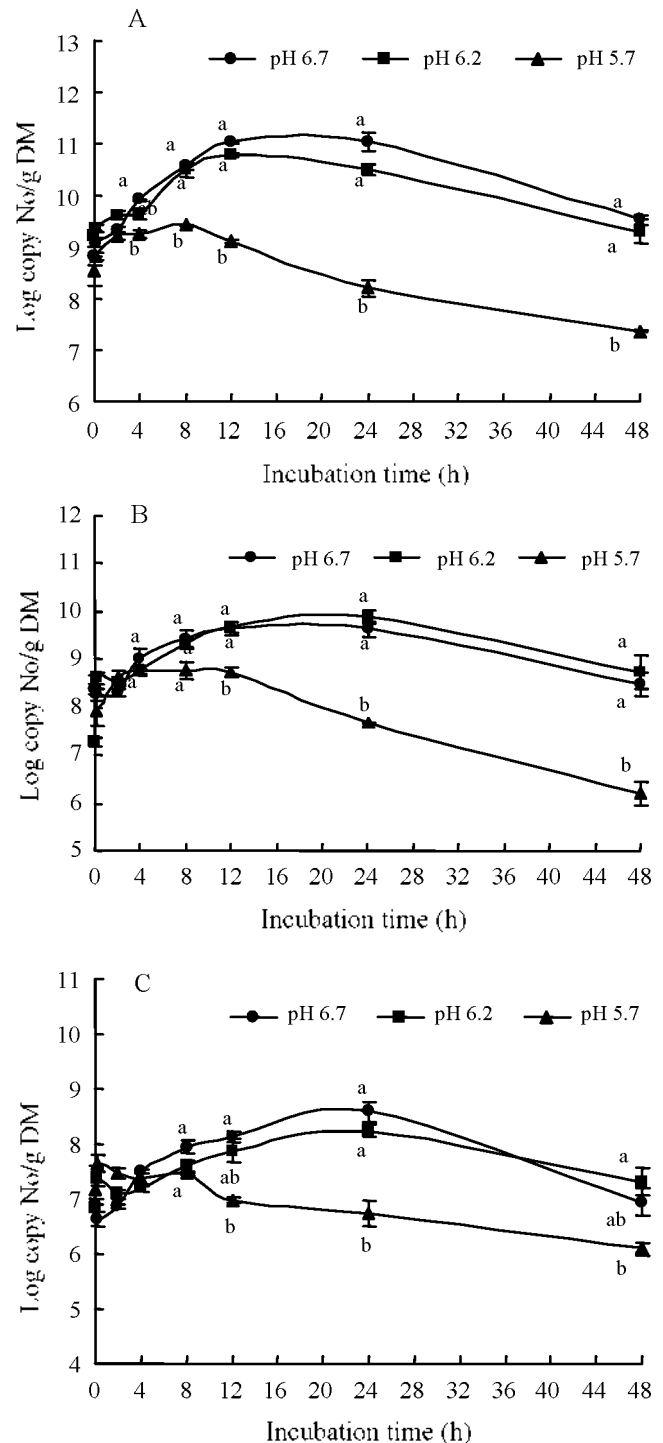 A
13
pH 6.7 pH 6.2 pH 5.7
12
a a
11
a
a
a a a
10
ab a
9
b b b a
8
b
7
b
6
0 4 8 12 16 20 24 28 32 36 40 44 48
Log copy No/g DM
Incubation time (h)
B
12
11
pH 6.7 pH 6.2 pH 5.7
10
a a a a
9
a a a
a a b a
8
b a
7
b
6
5
0 4 8 12 16 20 24 28 32 36 40 44 48
Log copy No/g DM
Incubation time (h)
C
11
10
pH 6.7 pH 6.2 pH 5.7
9
a a a
8
a a
ab
7
a
b b ab
6
b
5
4
0 4 8 12 16 20 24 28 32 36 40 44 48
Log copy No/g DM
Incubation time (h)